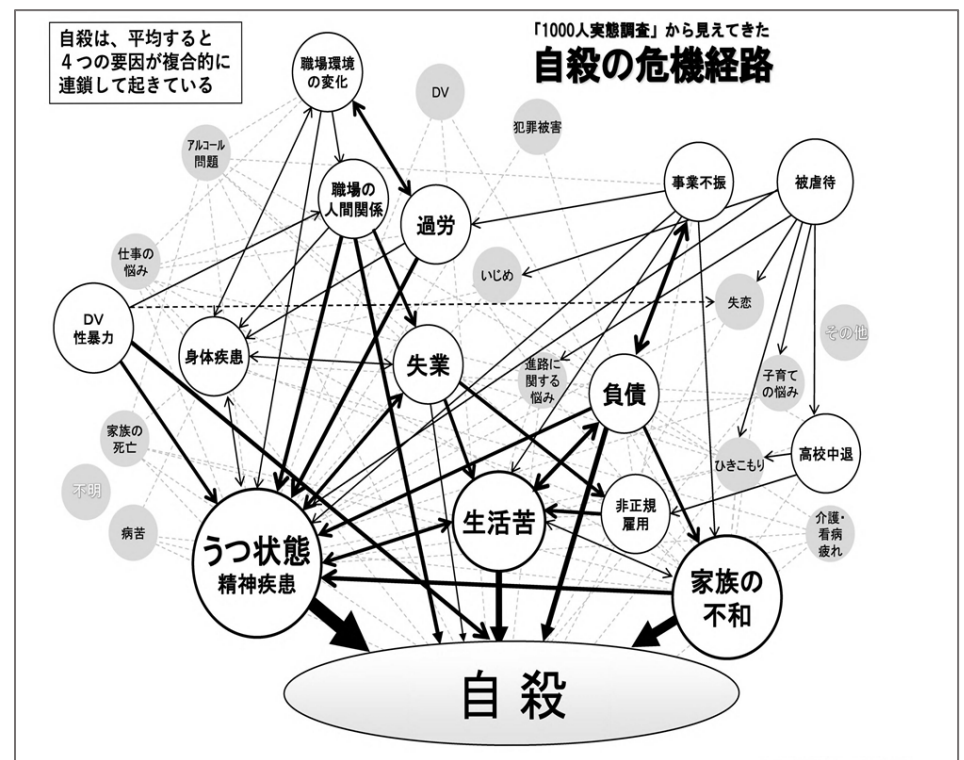 自殺は、平均すると
4つの要因が複合的に
連鎖して起きている
「1000人実態調査」から見えてきた
自殺の危機経路
職場環境
の変化
DV
犯罪被害
アルコール
問題
職場の
人間関係
過労
事業不振
被虐待
仕事の
悩み
いじめ
失恋
DV
性暴力
その他
身体疾患
失業
進路に
関する
悩み
負債
子育て
の悩み
家族の
死亡
ひきこもり
高校中退
不明
病苦
うつ状態
精神疾患
生活苦
非正規
雇用
介護・
看病
疲れ
家族の
不和
自殺